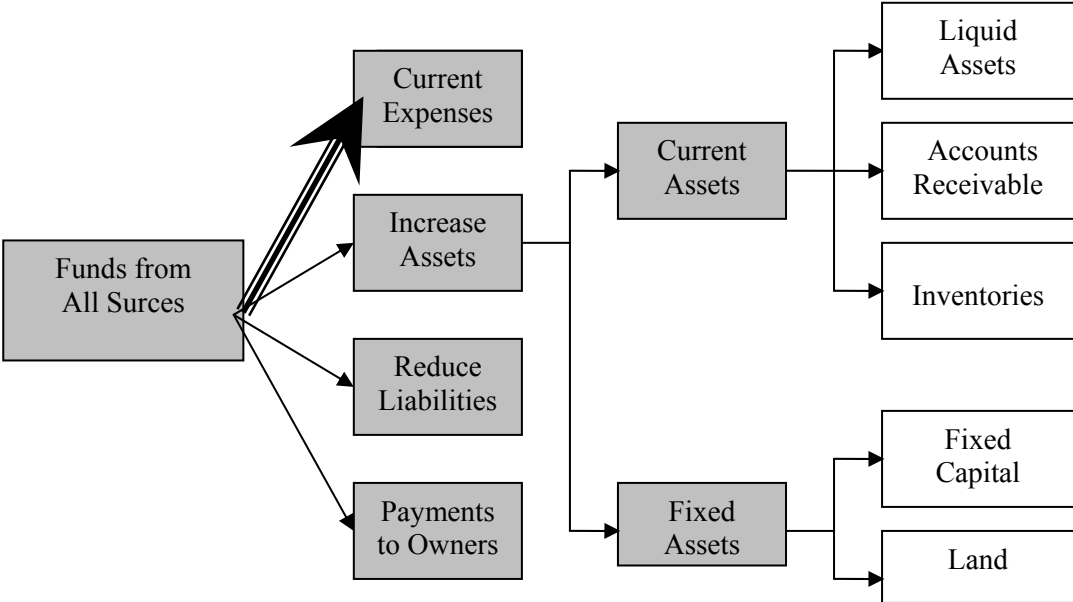 Funds from
All Surces
Current
Expenses
Increase
Assets
Reduce
Liabilities
Payments
to Owners
Current
Assets
Fixed
Assets
Liquid
Assets
Accounts
Receivable
Inventories
Fixed
Capital
Land